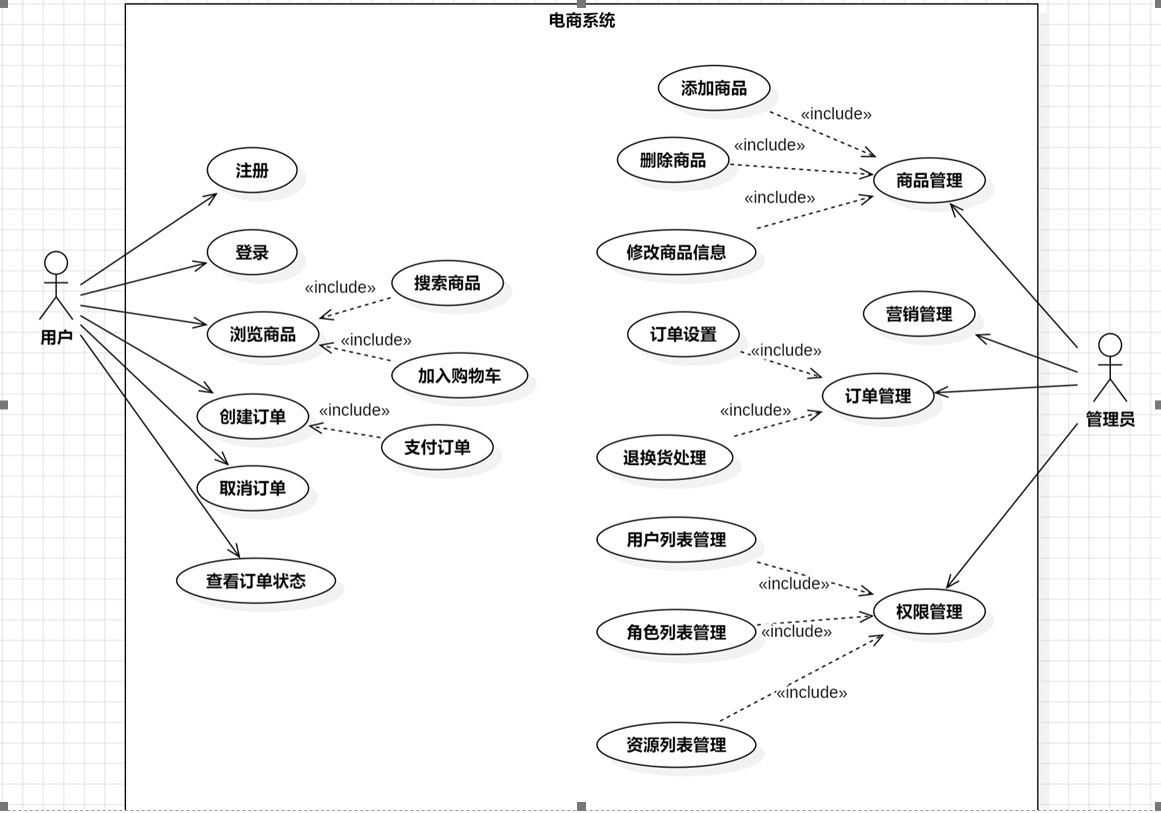 电商系统
添加商品
«include»
删除商品
«include»
商品管理
«include»
修改商品信息
注册
登录
搜索商品
«include»
浏览商品
«include»
加入购物车
用户
创建订单
«include»
支付订单
取消订单
查看订单状态
营销管理
订单设置
«include»
订单管理
«include»
退换货处理
管理员
用户列表管理
«include»
权限管理
角色列表管理
«include»
«include»
资源列表管理